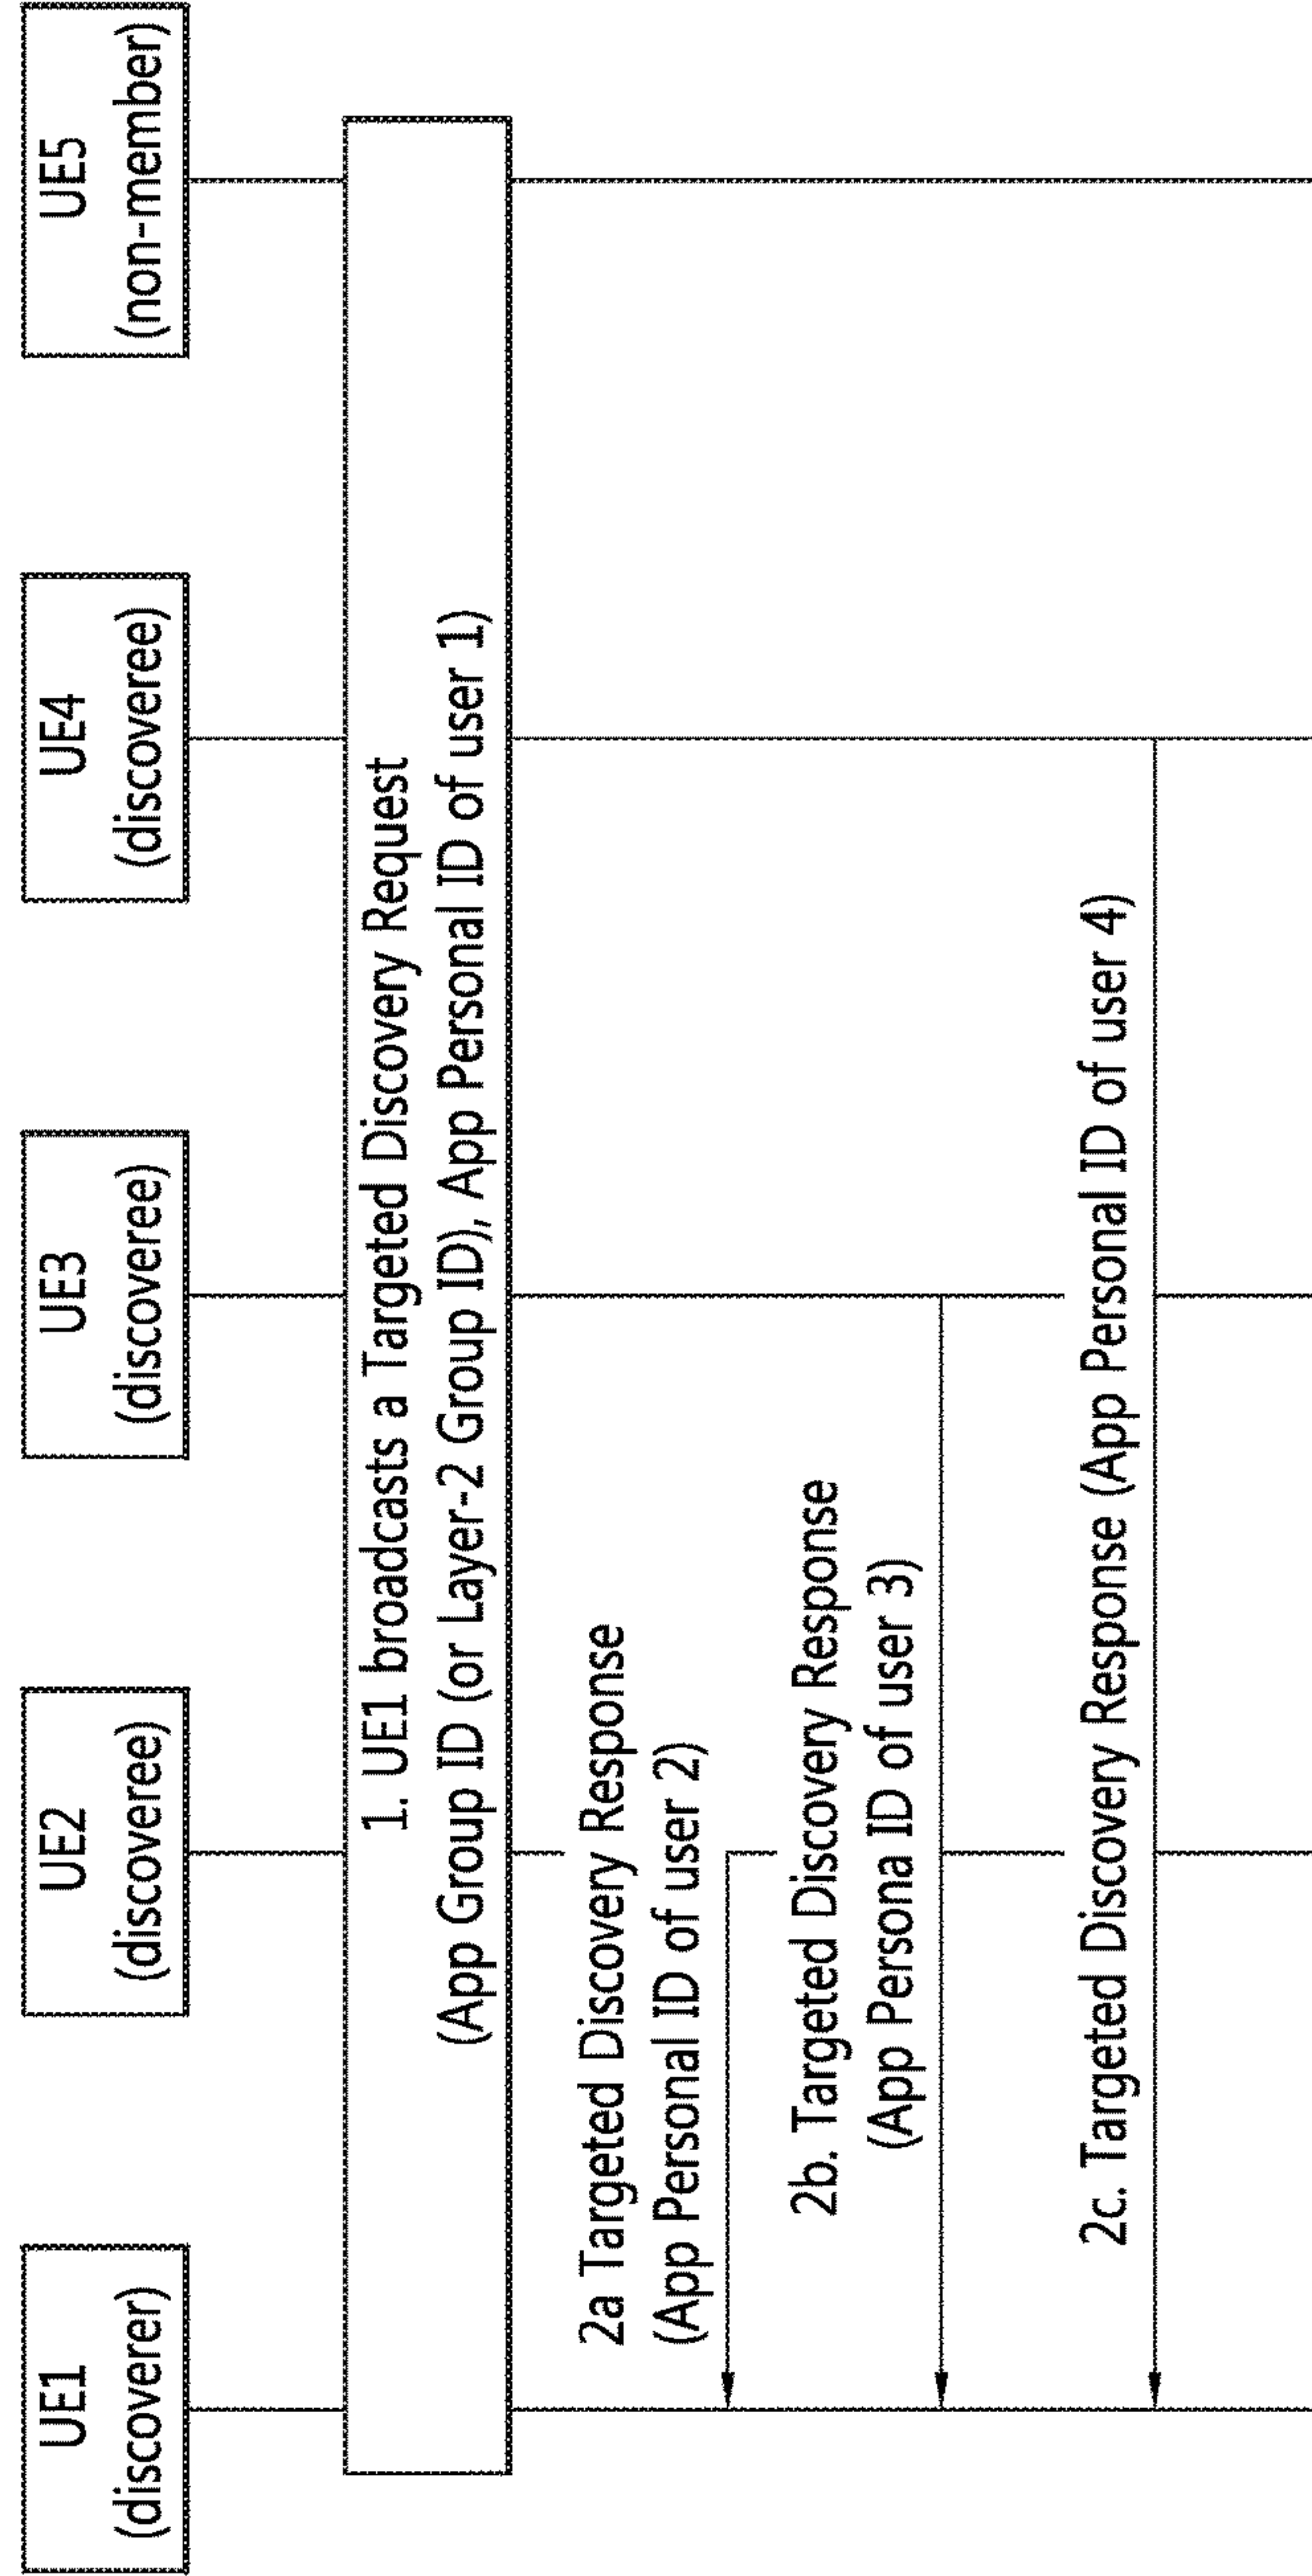 UE1
(discoverer)
UE2
(discoveree)
UE3
(discoveree)
UE4
(discoveree)
UE5
(non-member)
1. UE1 broadcasts a Targeted Discovery Request
(App Group ID (or Layer-2 Group ID), App Personal ID of user 1)
2a Targeted Discovery Response
(App Personal ID of user 2)
2b. Targeted Discovery Response
(App Persona ID of user 3)
2c. Targeted Discovery Response (App Personal ID of user 4)